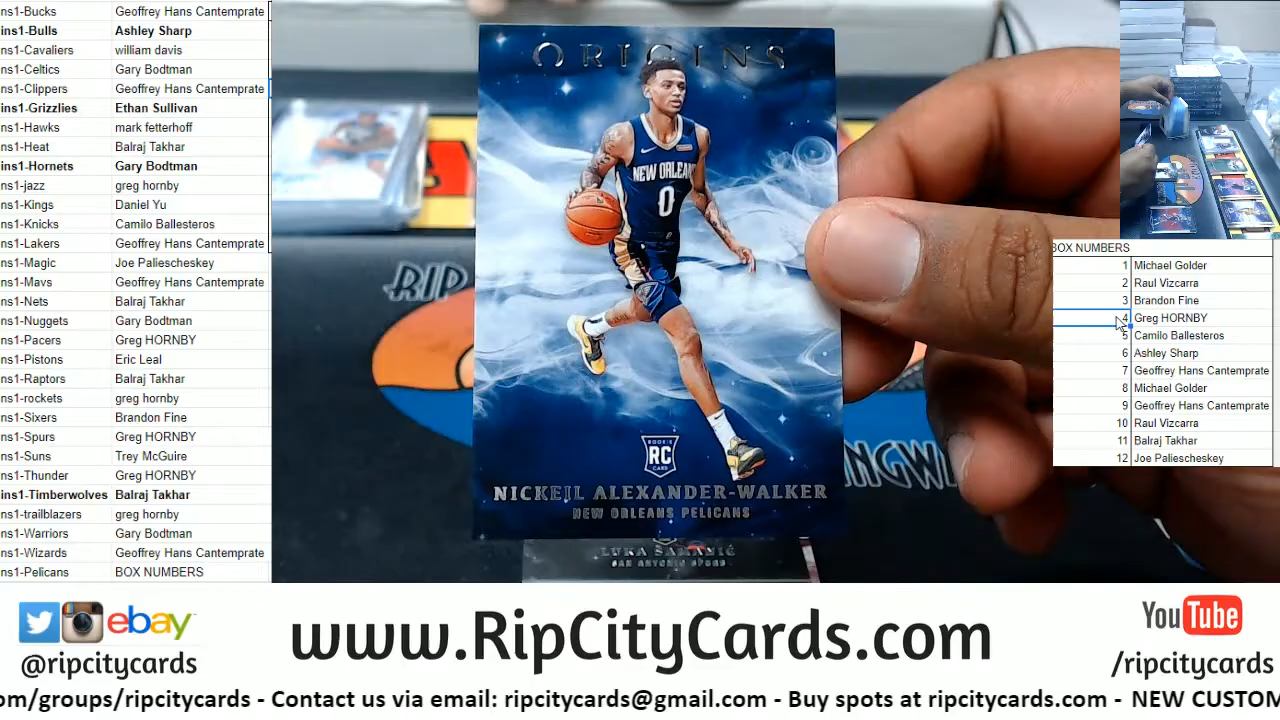 ns1-Bucks Geoffrey Hans Cantemprate
ins1-Bulls Ashley Sharp
ns1-Cavaliers william davis
ns1-Celtics Gary Bodtman
ns1-Clippers Geoffrey Hans Cantemprate
ins1-Grizzlies Ethan Sullivan
ns1-Hawks mark fetterhoff
ns1-Heat Balraj Takhar
ins1-Hornets Gary Bodtman
ns1-jazz greg hornby
ns1-Kings Daniel Yu
ns1-Knicks Camilo Ballesteros
ns1-Lakers Geoffrey Hans Cantemprate
ns1-Magic Joe Paliescheskey
ns1-Mavs Geoffrey Hans Cantemprate
ns1-Nets Balraj Takhar
ns1-Nuggets Gary Bodtman
ns1-Pacers Greg HORNBY
ns1-Pistons Eric Leal
ns1-Raptors Balraj Takhar
ns1-rockets greg hornby
ns1-Sixers Brandon Fine
ns1-Spurs Greg HORNBY
ns1-Suns Trey McGuire
ns1-Thunder Greg HORNBY
ins1-Timberwolves Balraj Takhar
ns1-trailblazers greg hornby
ns1-Warriors Gary Bodtman
ns1-Wizards Geoffrey Hans Cantemprate
ns1-Pelicans BOX NUMBERS
ORIGINS
NEW ORLEAN
0
RIP
ROOKIE
RC
CARD
NICKEIL ALEXANDER-WALKER
NEW ORLEANS PELICANS
LUKA ŠAMANIĆ
SAN ANTONIO SPURS
BOX NUMBERS
1 Michael Golder
2 Raul Vizcarra
3 Brandon Fine
4 Greg HORNBY
5 Camilo Ballesteros
6 Ashley Sharp
7 Geoffrey Hans Cantemprate
8 Michael Golder
9 Geoffrey Hans Cantemprate
10 Raul Vizcarra
11 Balraj Takhar
12 Joe Paliescheskey
ebay
@ripcitycards
www.RipCityCards.com
YouTube
/ripcitycards
om/groups/ripcitycards - Contact us via email: ripcitycards@gmail.com - Buy spots at ripcitycards.com - NEW CUSTOM